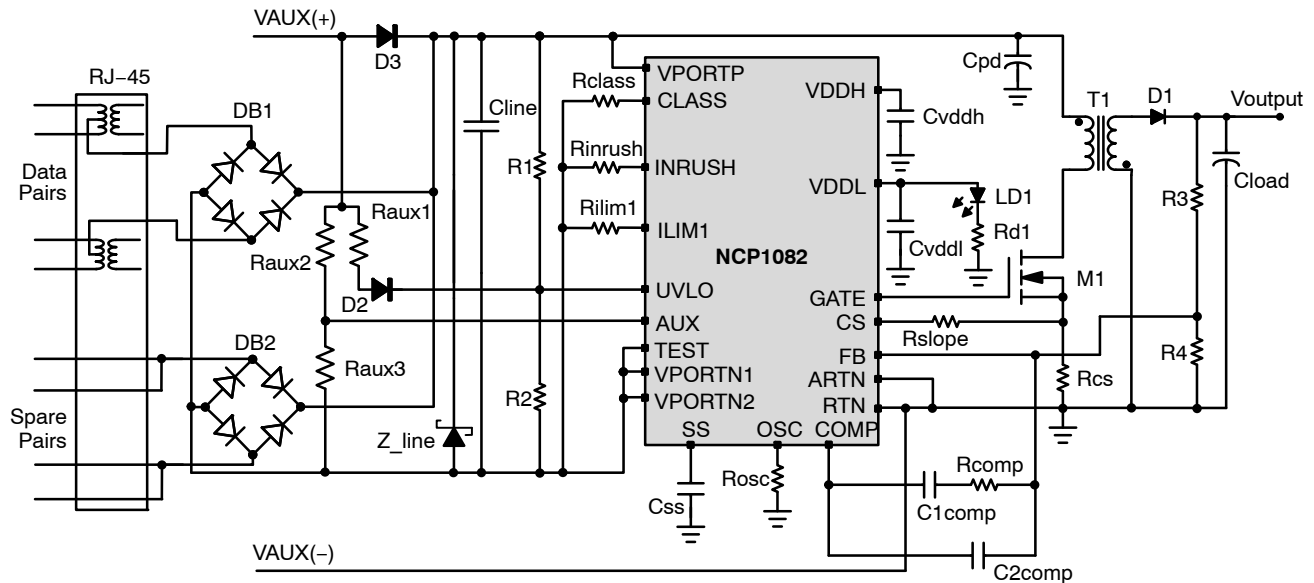 VAUX(+)
D3
RJ−45
Data
Pairs
Spare
Pairs
DB1
DB2
Raux1
Raux2
D2
Raux3
Z_line
Cline
R1
R2
Rclass
Rinrush
Rilim1
VPORTP
CLASS
INRUSH
ILIM1
NCP1082
UVLO
AUX
TEST
VPORTN1
VPORTN2
SS
OSC
COMP
VDDH
VDDL
GATE
CS
FB
ARTN
RTN
Cvddh
Cvddl
LD1
Rd1
Cpd
T1
D1
Voutput
Cload
R3
R4
M1
Rslope
Rcs
Css
Rosc
Rcomp
C1comp
C2comp
VAUX(−)